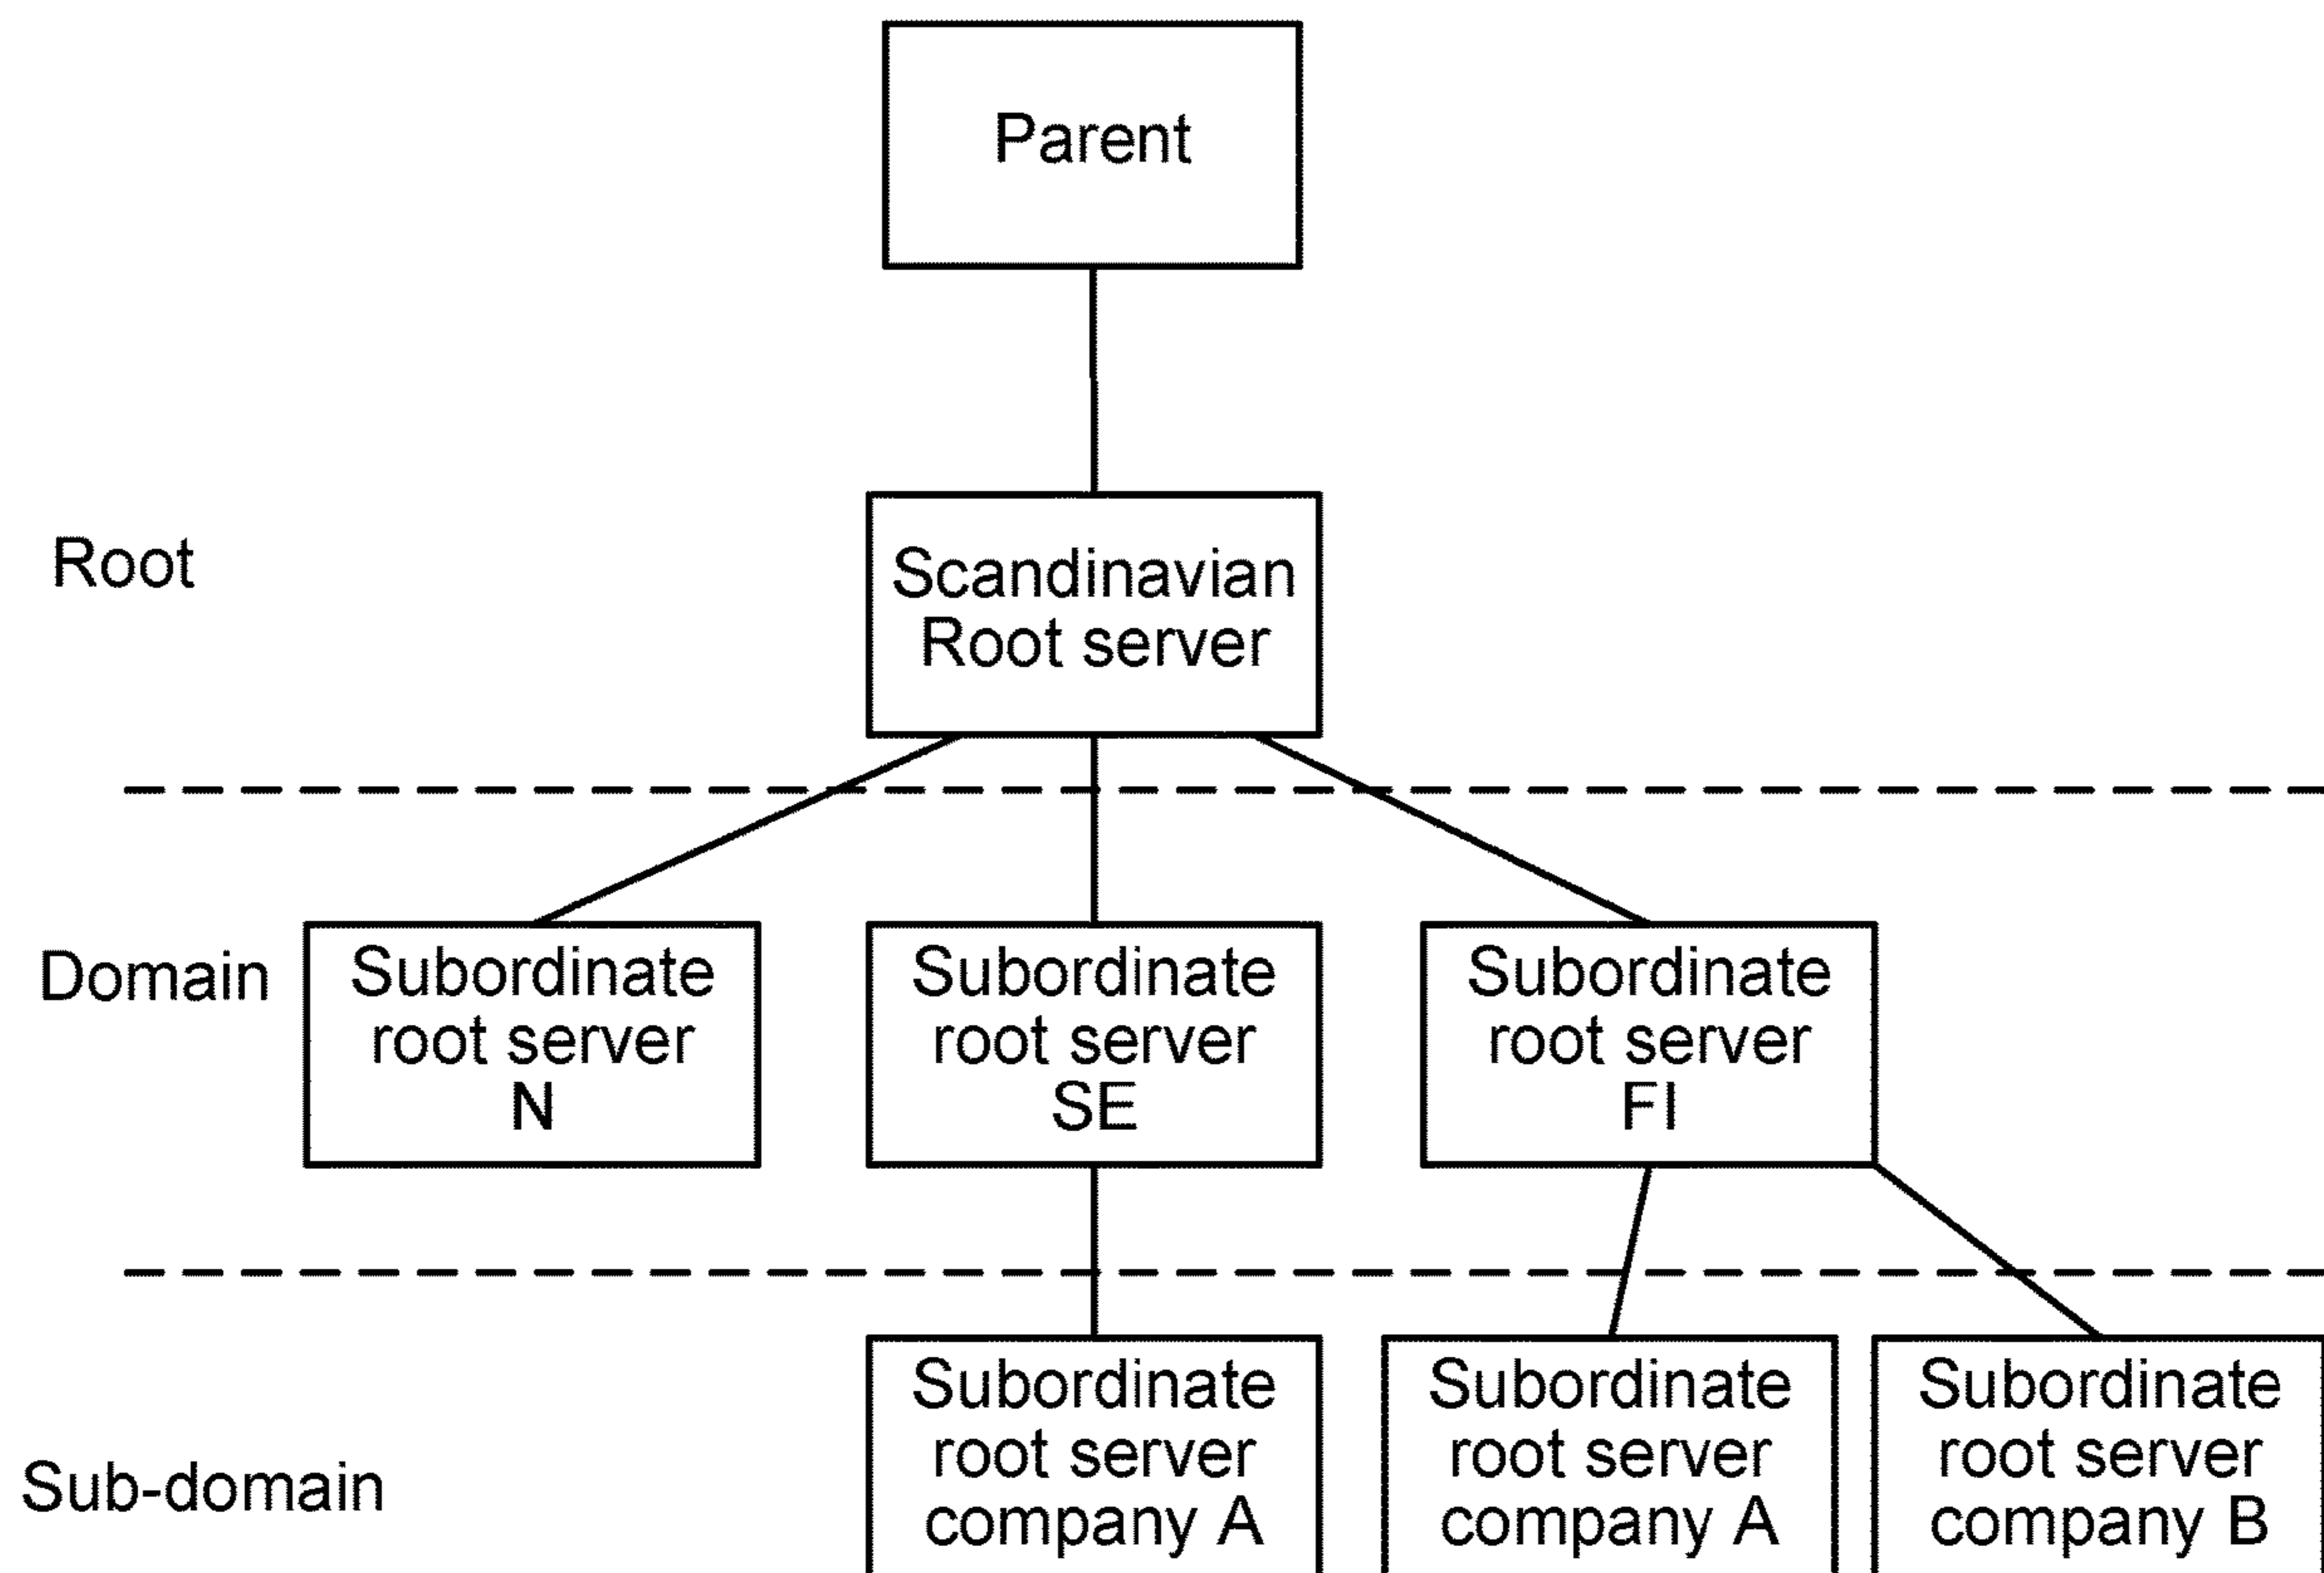 Parent
Root
Scandinavian
Root server
Domain
Subordinate
root server
N
Subordinate
root server
SE
Subordinate
root server
FI
Sub-domain
Subordinate
root server
company A
Subordinate
root server
company A
Subordinate
root server
company B